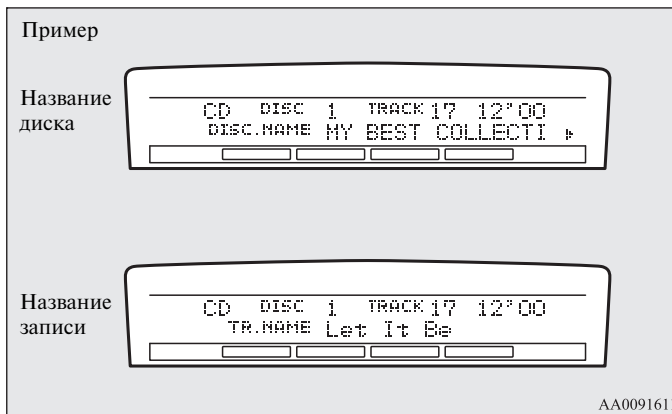 Пример
Название
диска
CD DISC 1 TRACK 17 12'00
DISC.NAME MY BEST COLLECTI
Название
записи
CD DISC 1 TRACK 17 12'00
TR.NAME Let It Be
AA009161